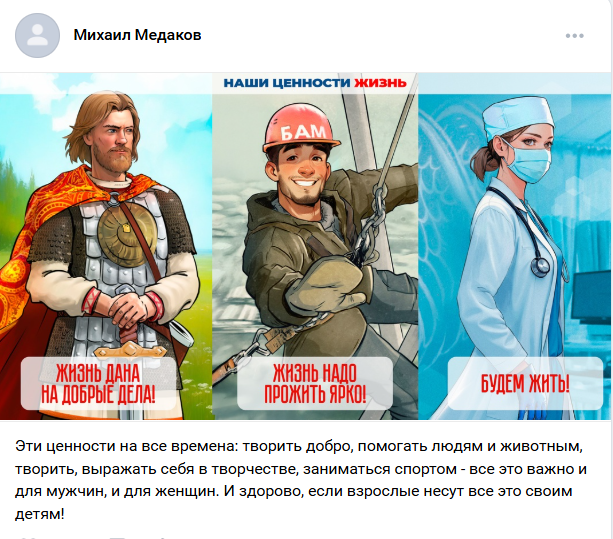 Михаил Медаков
НАШИ ЦЕННОСТИ ЖИЗНЬ
БАМ
ЖИЗНЬ ДАНА
НА ДОБРЫЕ ДЕЛА!
ЖИЗНЬ НАДО
ПРОЖИТЬ ЯРКО!
БУДЕМ ЖИТЬ!
Эти ценности на все времена: творить добро, помогать людям и животным,
творить, выражать себя в творчестве, заниматься спортом - все это важно и
для мужчин, и для женщин. И здорово, если взрослые несут все это своим
детям!